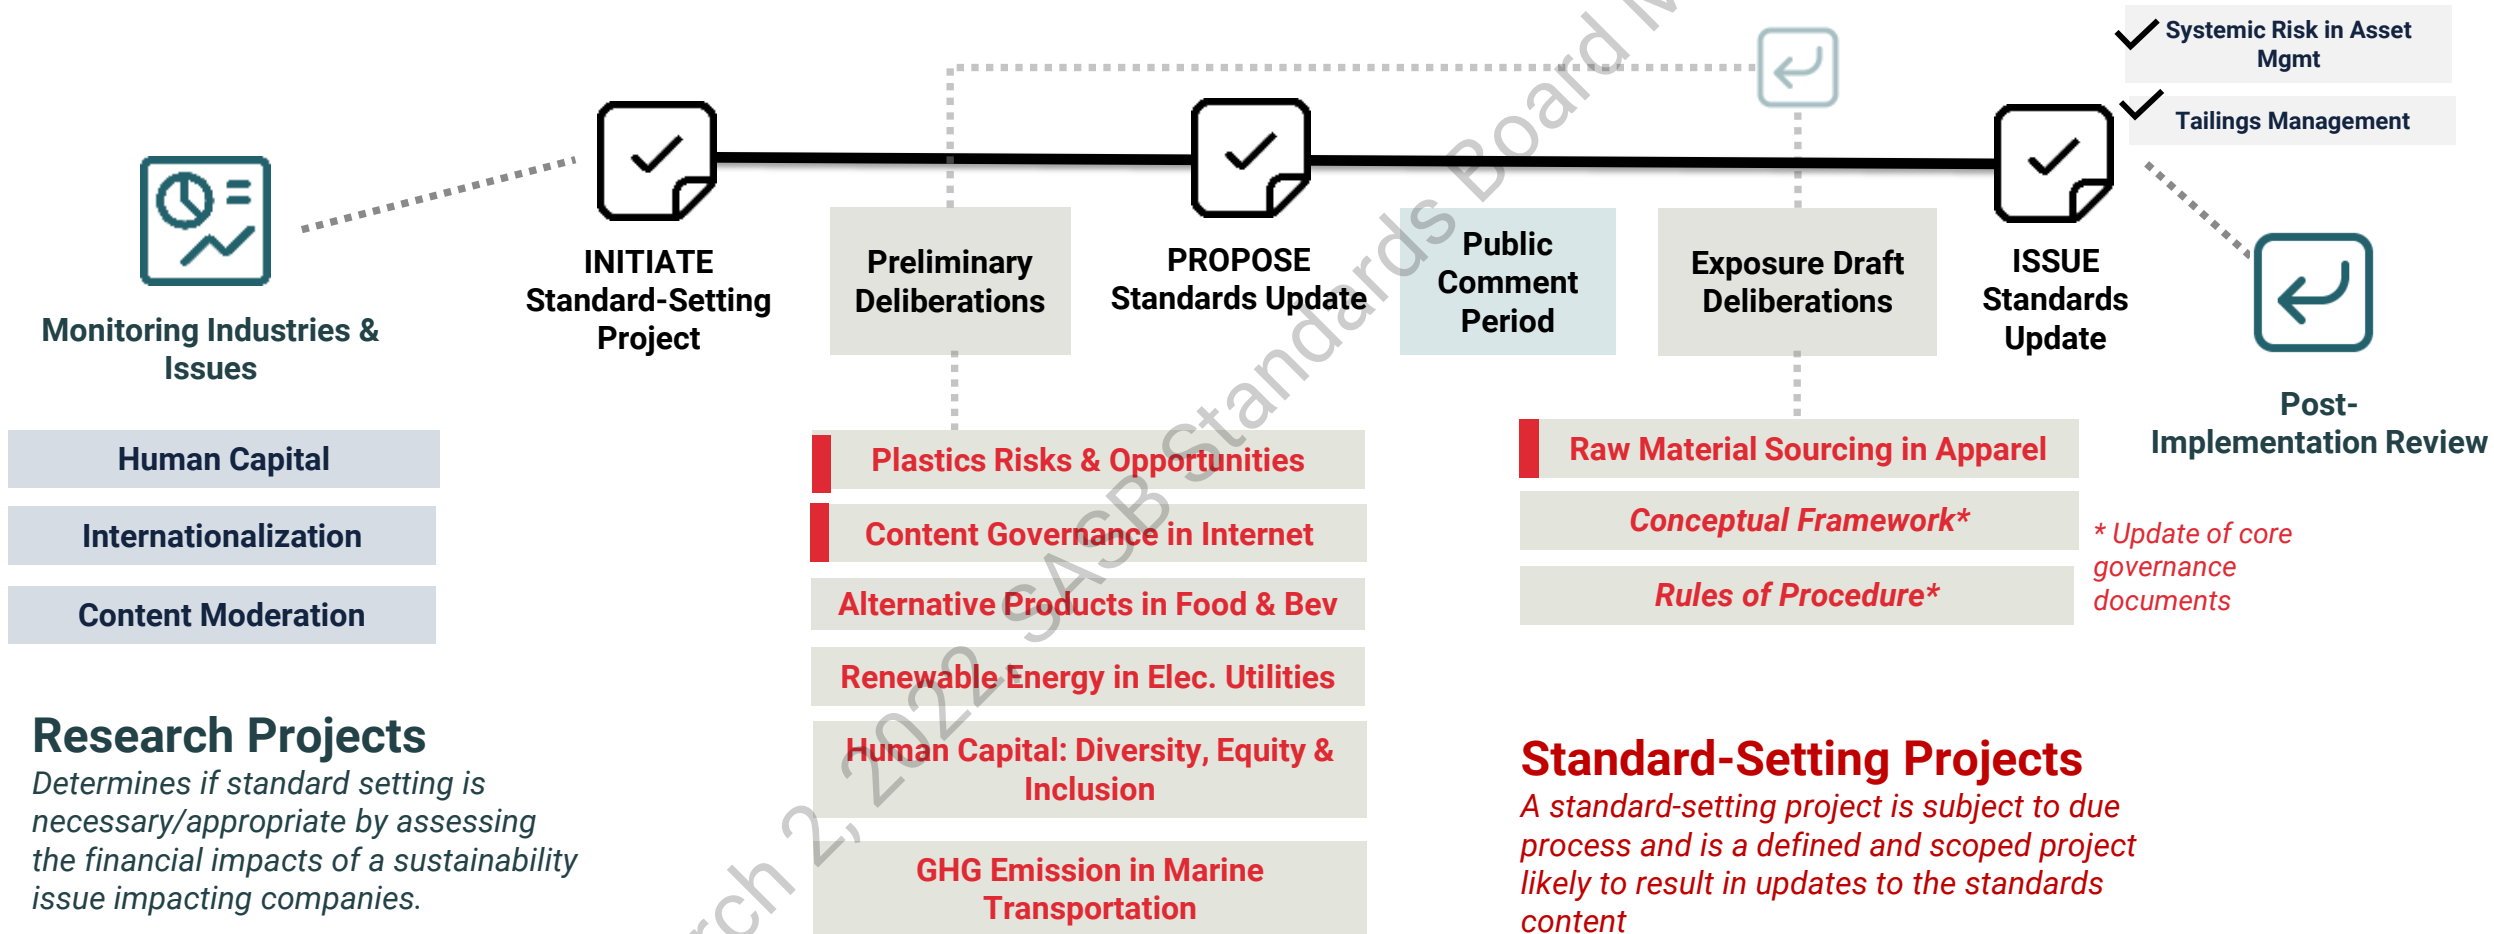 Systemic Risk in Asset
Mgmt
Tailings Management
Monitoring Industries &
Issues
INITIATE
Standard-Setting
Project
Preliminary
Deliberations
PROPOSE
Standards Update
Public
Comment
Period
Exposure Draft
Deliberations
ISSUE
Standards
Update
Post-
Implementation Review
Human Capital
Internationalization
Content Moderation
Plastics Risks & Opportunities
Content Governance in Internet
Alternative Products in Food & Bev
Renewable Energy in Elec. Utilities
Human Capital: Diversity, Equity &
Inclusion
GHG Emission in Marine
Transportation
Raw Material Sourcing in Apparel
Conceptual Framework*
Rules of Procedure*
* Update of core
governance
documents
Research Projects
Determines if standard setting is
necessary/appropriate by assessing
the financial impacts of a sustainability
issue impacting companies.
Standard-Setting Projects
A standard-setting project is subject to due
process and is a defined and scoped project
likely to result in updates to the standards
content
2, 2022, SASB Standards Board